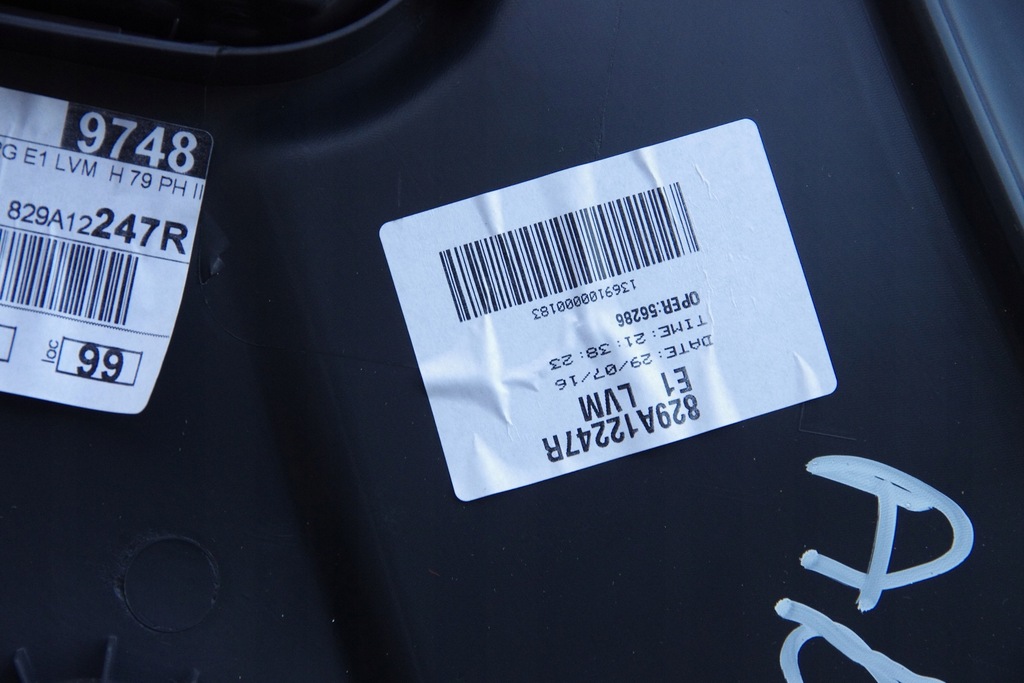 9748
G E1 LVM H 79 PH II
829A12247R
loc 66
829A12247R
E1 LVM
DATE: 29/07/16
TIME: 21:38:23
OPER:56286
1369100000183